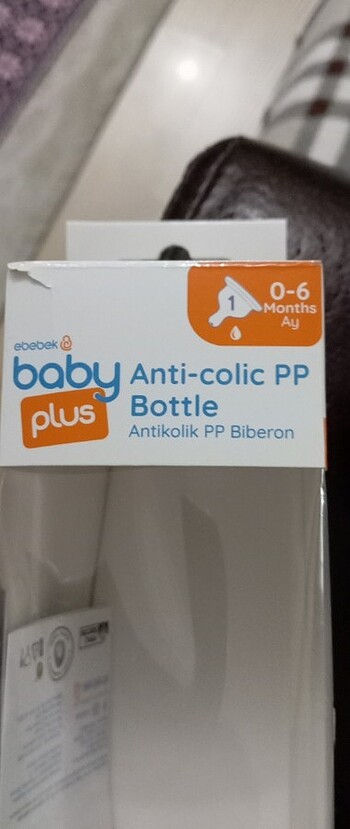 1
0-6
Months
Ay
ebebek
baby
plus
Anti-colic PP
Bottle
Antikolik PP Biberon